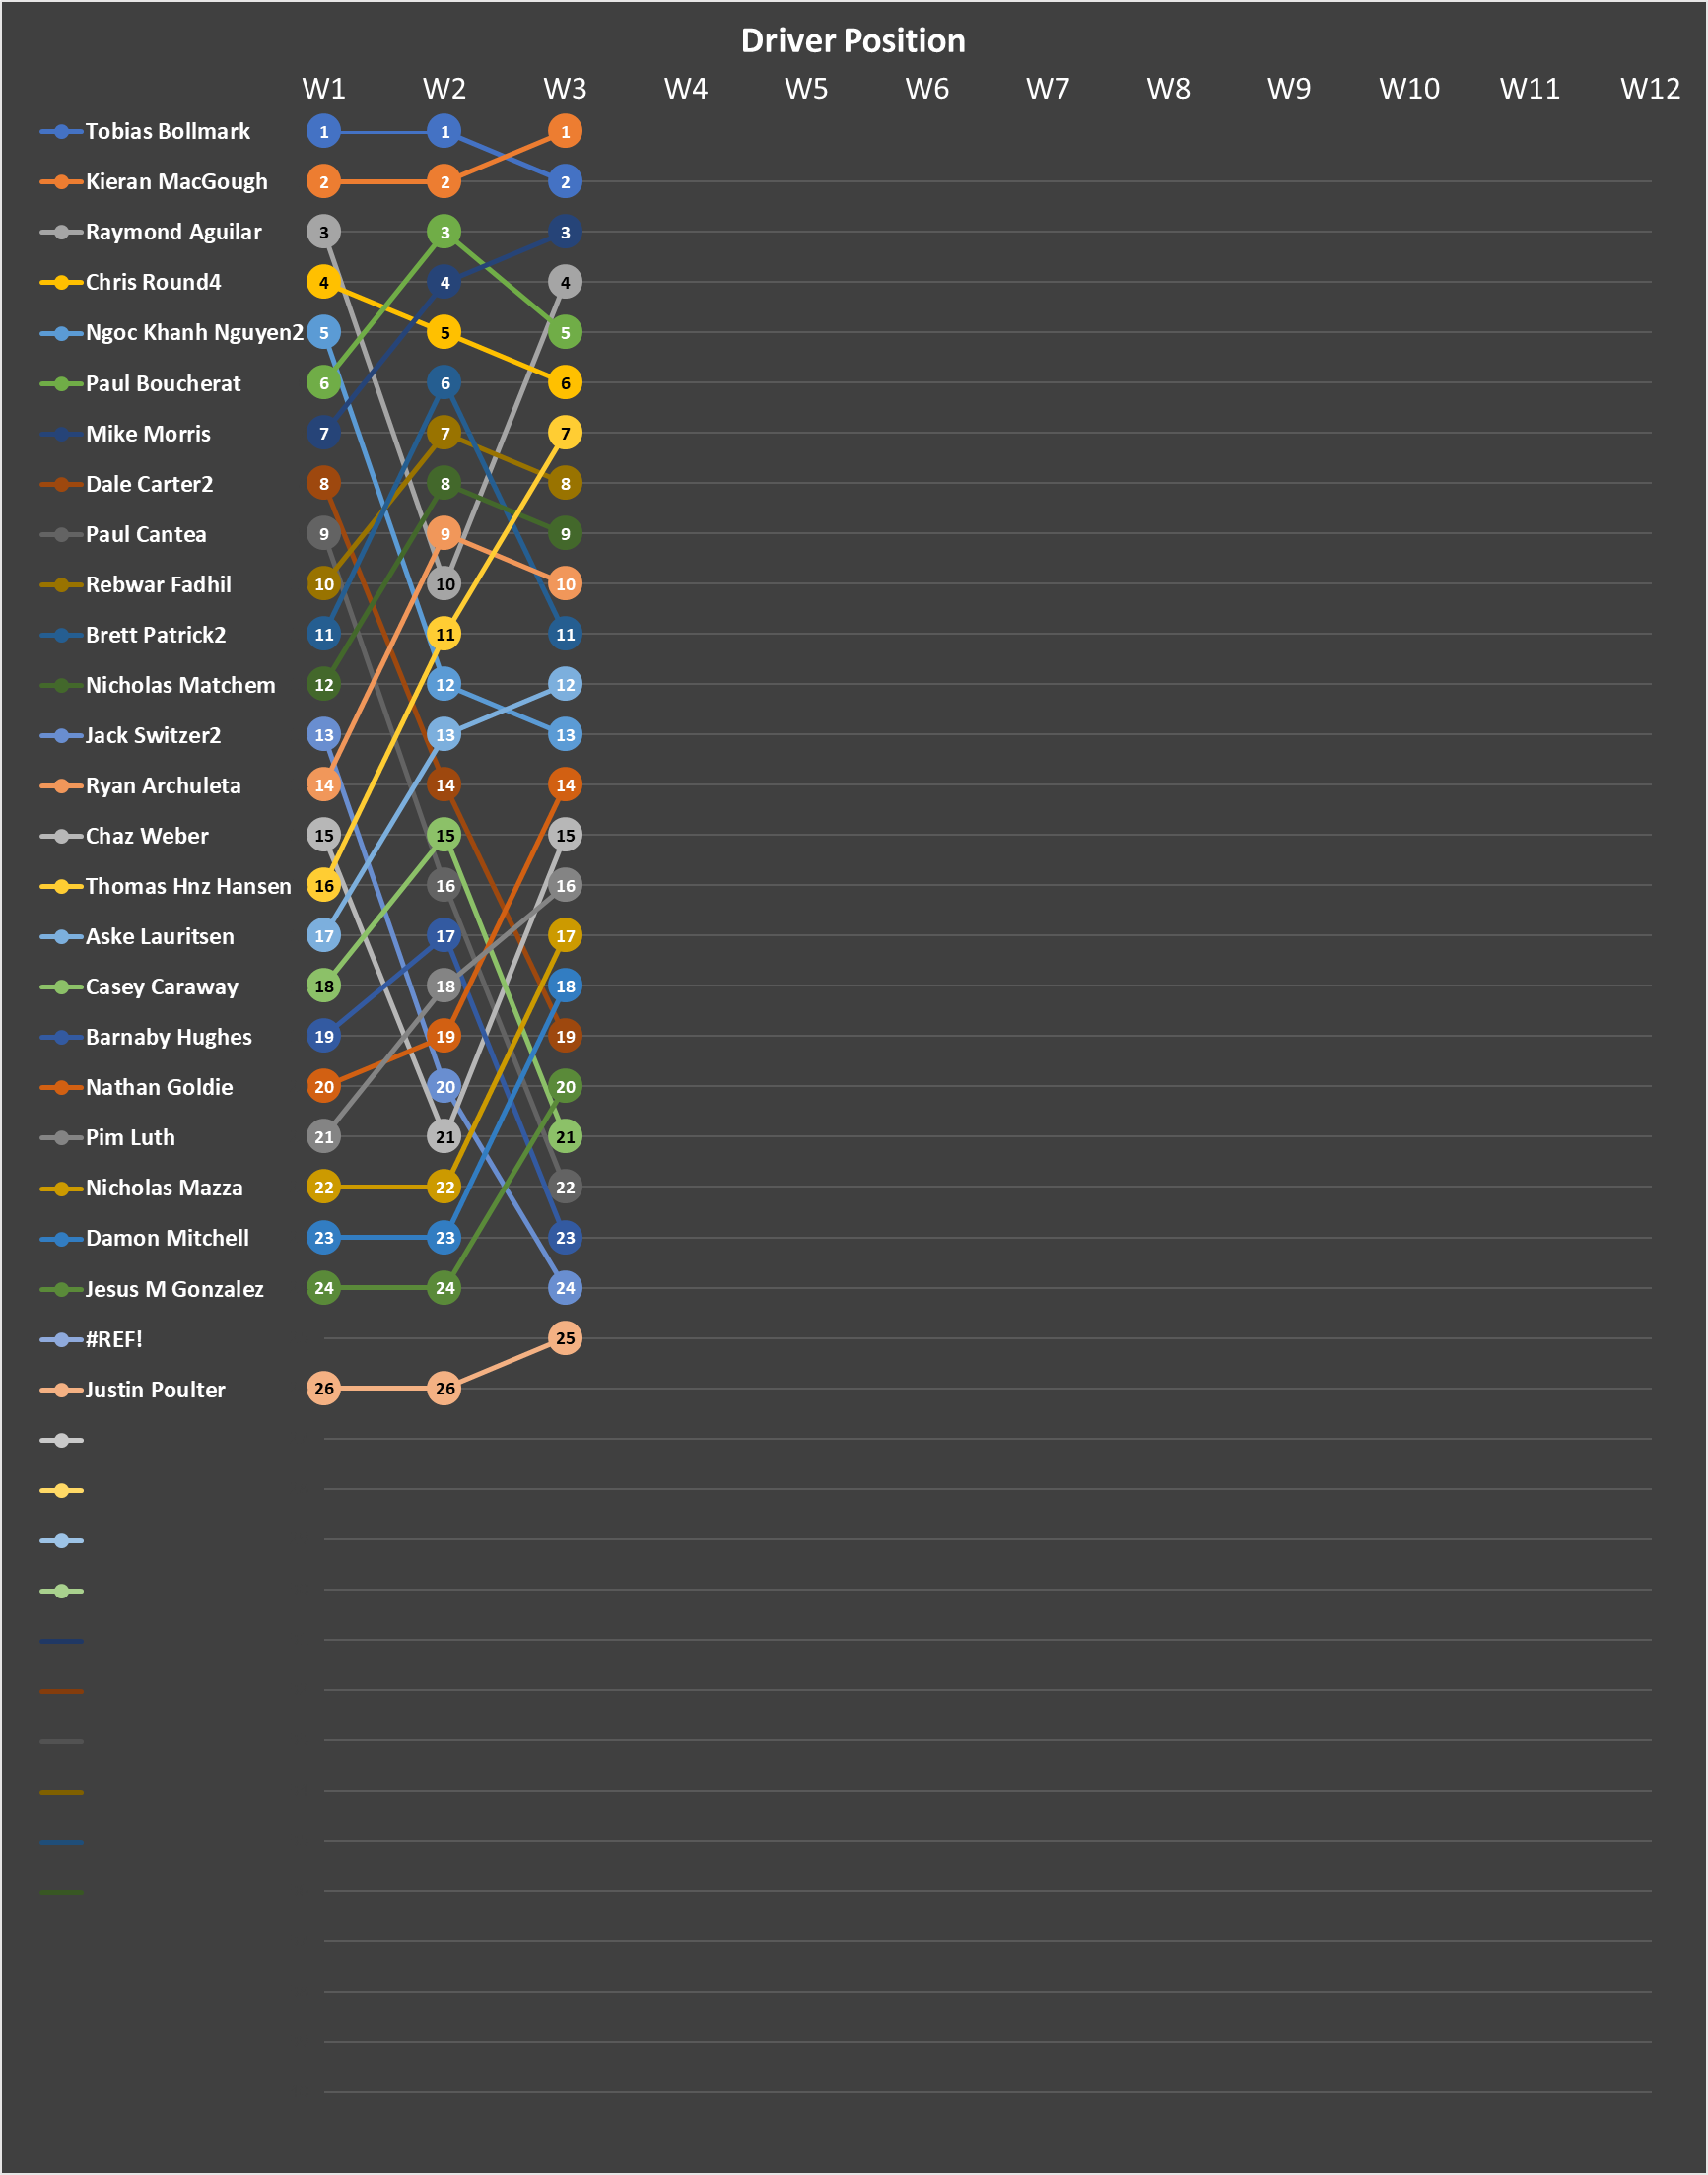 Driver Position
W1 W2 W3 W4 W5 W6 W7 W8 W9 W10 W11 W12
Tobias Bollmark 1 1 1
Kieran MacGough 2 2 2
Raymond Aguilar 3 3 3
Chris Round4 4 4 4
Ngoc Khanh Nguyen2 5 5 5
Paul Boucherat 6 6 6
Mike Morris 7 7 7
Dale Carter2 8 8 8
Paul Cantea 9 9 9
Rebwar Fadhil 10 10 10
Brett Patrick2 11 11 11
Nicholas Matchem 12 12 12
Jack Switzer2 13 13 13
Ryan Archuleta 14 14 14
Chaz Weber 15 15 15
Thomas Hnz Hansen 16 16 16
Aske Lauritsen 17 17 17
Casey Caraway 18 18 18
Barnaby Hughes 19 19 19
Nathan Goldie 20 20 20
Pim Luth 21 21 21
Nicholas Mazza 22 22 22
Damon Mitchell 23 23 23
Jesus M Gonzalez 24 24 24
#REF! 25
Justin Poulter 26 26